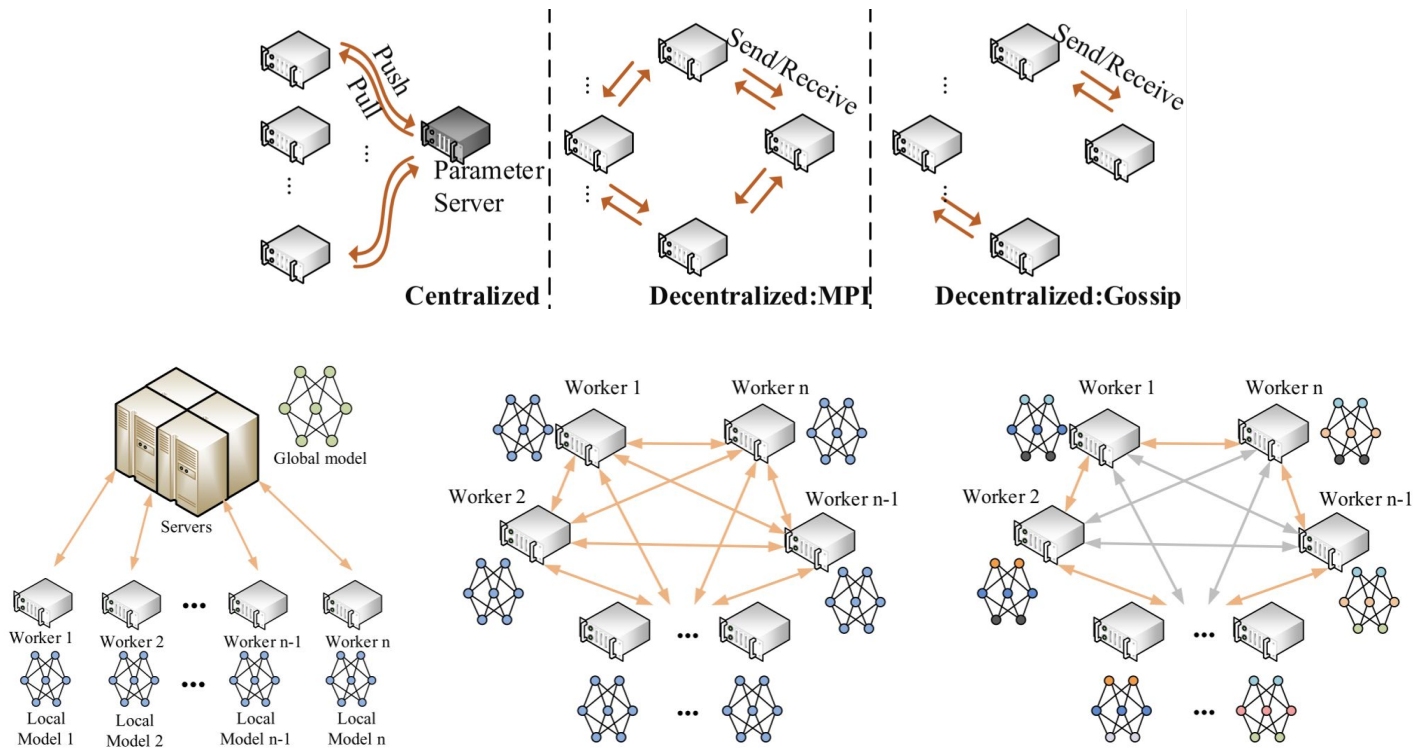 Push
Pull
Parameter
Server
Centralized
Send/Receive
Decentralized:MPI
Send/Receive
Decentralized:Gossip
Global model
Servers
Worker 1
Worker 2
Worker n-1
Worker n
Local
Model 1
Local
Model 2
Local
Model n-1
Local
Model n
Worker 1
Worker n
Worker 2
Worker n-1
Worker 1
Worker n
Worker 2
Worker n-1